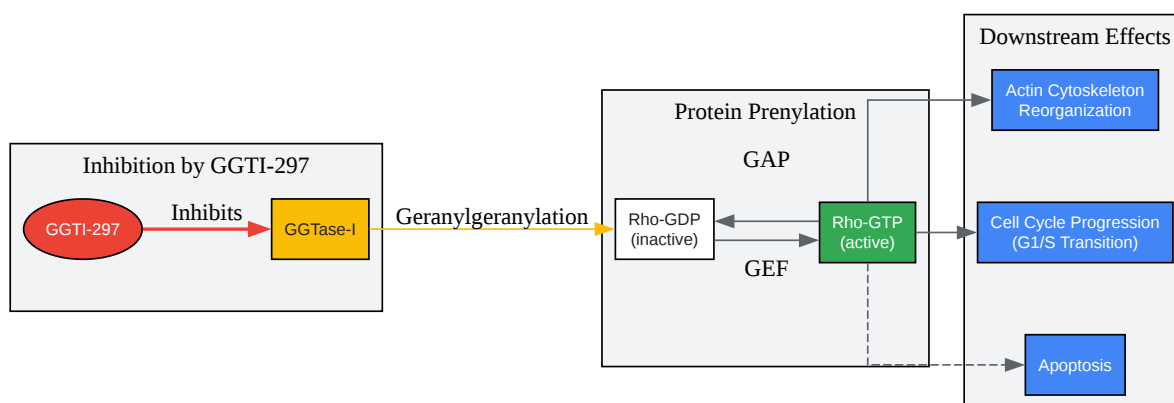 Downstream Effects
Actin Cytoskeleton
Reorganization
Protein Prenylation
GAP
Inhibition by GGTI-297
GGTI-297
Inhibits
GGTase-I
Geranylgeranylation
Rho-GDP
(inactive)
Rho-GTP
(active)
Cell Cycle Progression
(G1/S Transition)
GEF
Apoptosis